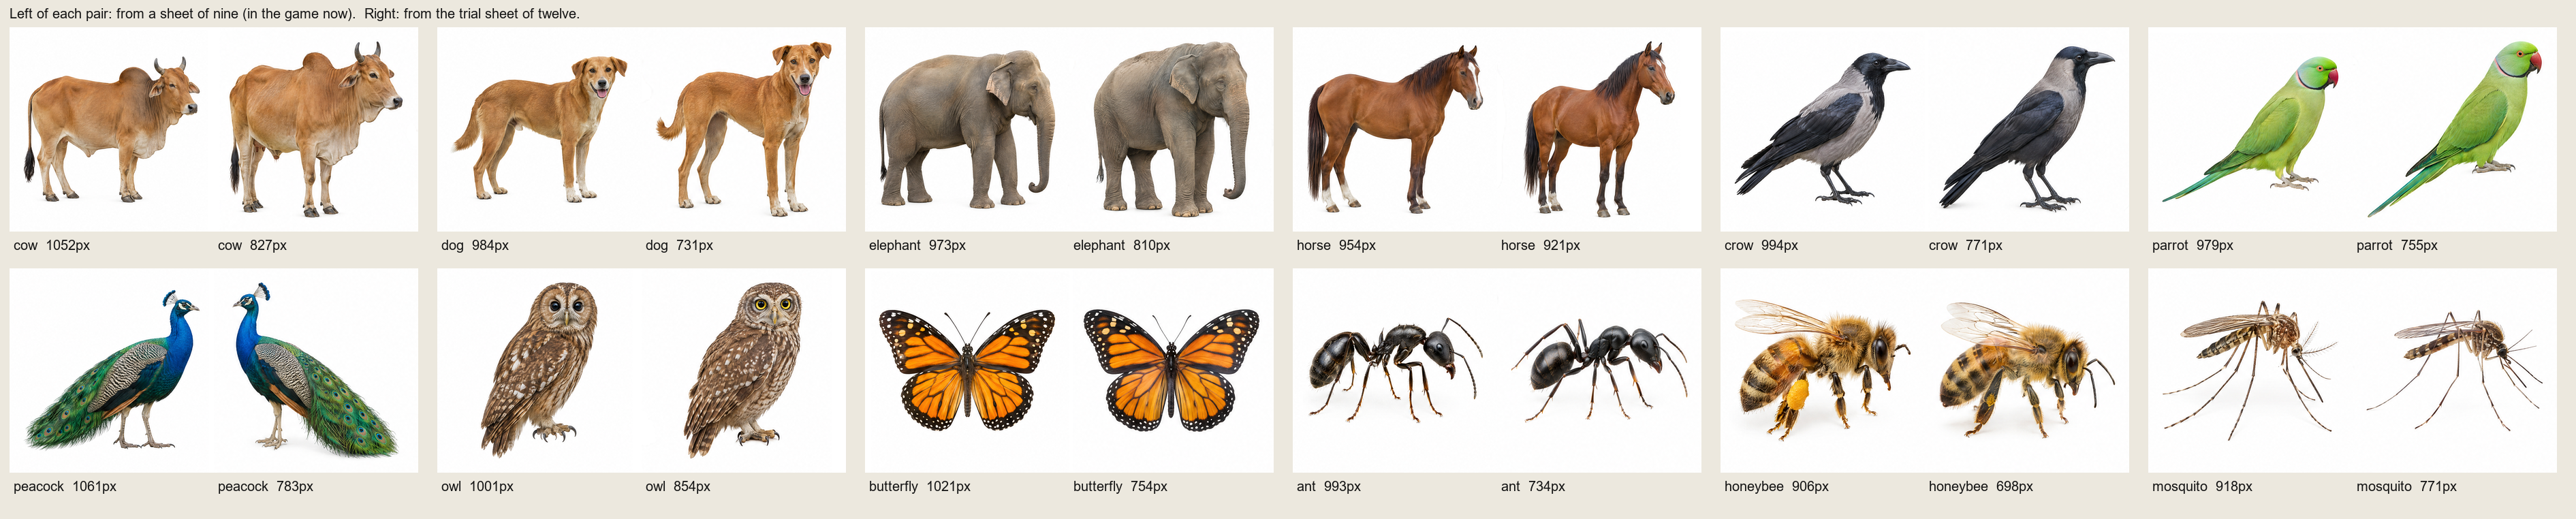 Left of each pair: from a sheet of nine (in the game now).  Right: from the trial sheet of twelve.
cow  1052px
cow  827px
dog  984px
dog  731px
elephant  973px
elephant  810px
horse  954px
horse  921px
crow  994px
crow  771px
parrot  979px
parrot  755px
peacock  1061px
peacock  783px
owl  1001px
owl  854px
butterfly  1021px
butterfly  754px
ant  993px
ant  734px
honeybee  906px
honeybee  698px
mosquito  918px
mosquito  771px